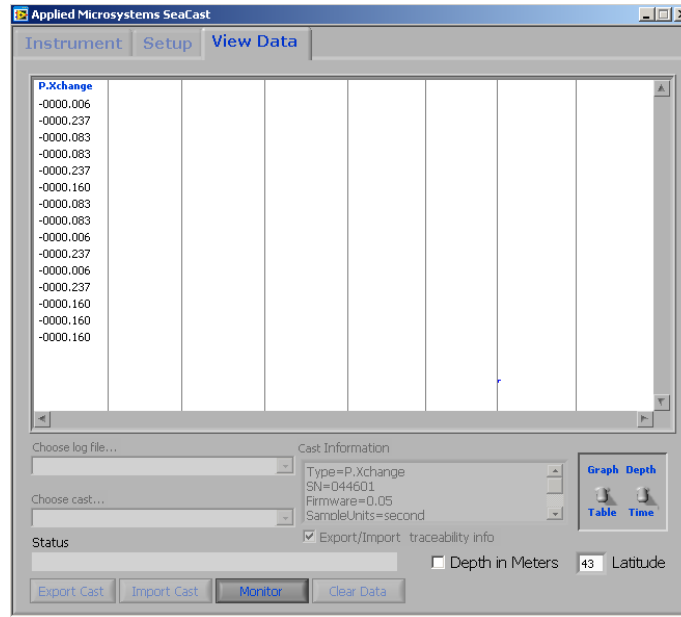 Applied Microsystems SeaCast
Instrument Setup View Data
P.Xchange
-0000.006
-0000.237
-0000.083
-0000.083
-0000.237
-0000.160
-0000.083
-0000.083
-0000.006
-0000.237
-0000.006
-0000.237
-0000.160
-0000.160
-0000.160
Choose log file...
Cast Information
Type=P.Xchange
SN=044601
Firmware=0.05
SampleUnits=second
Graph Depth
Table Time
Choose cast...
Export/Import traceability info
Status
Depth in Meters 43 Latitude
Export Cast Import Cast Monitor Clear Data